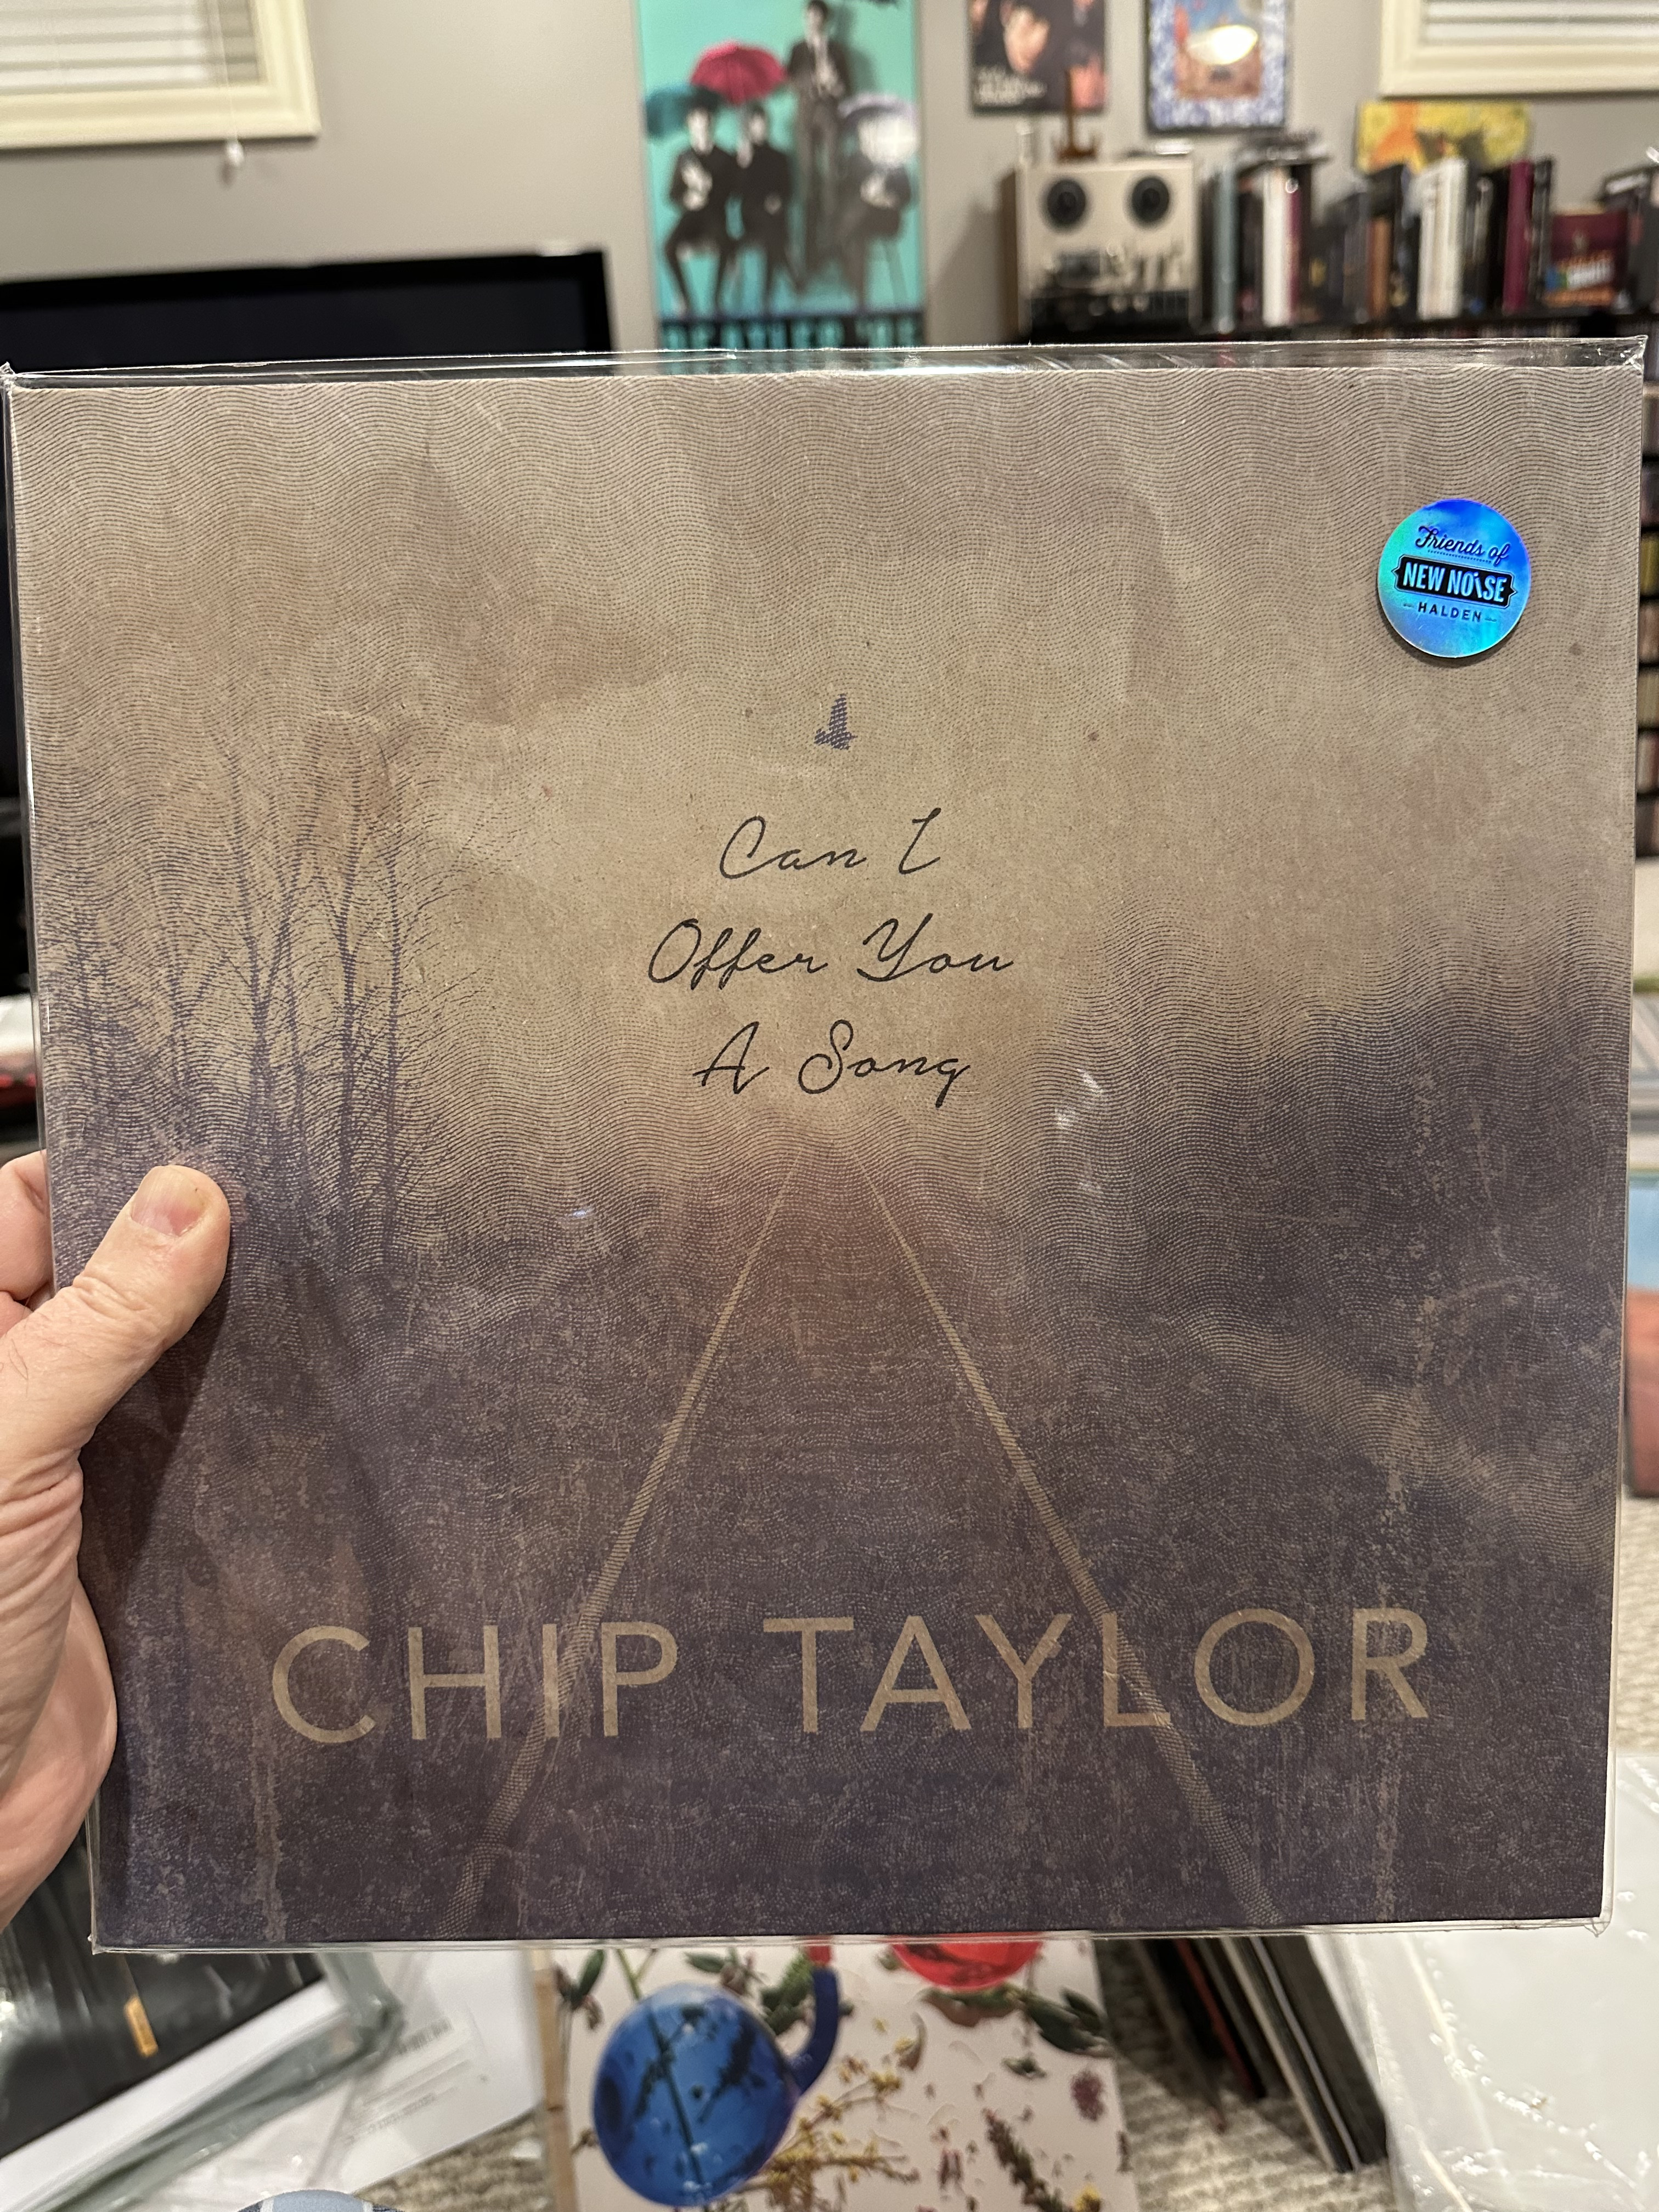 Friends of
NEW NOISE
HALDEN
Can I
Offer You
A Song
CHIP TAYLOR